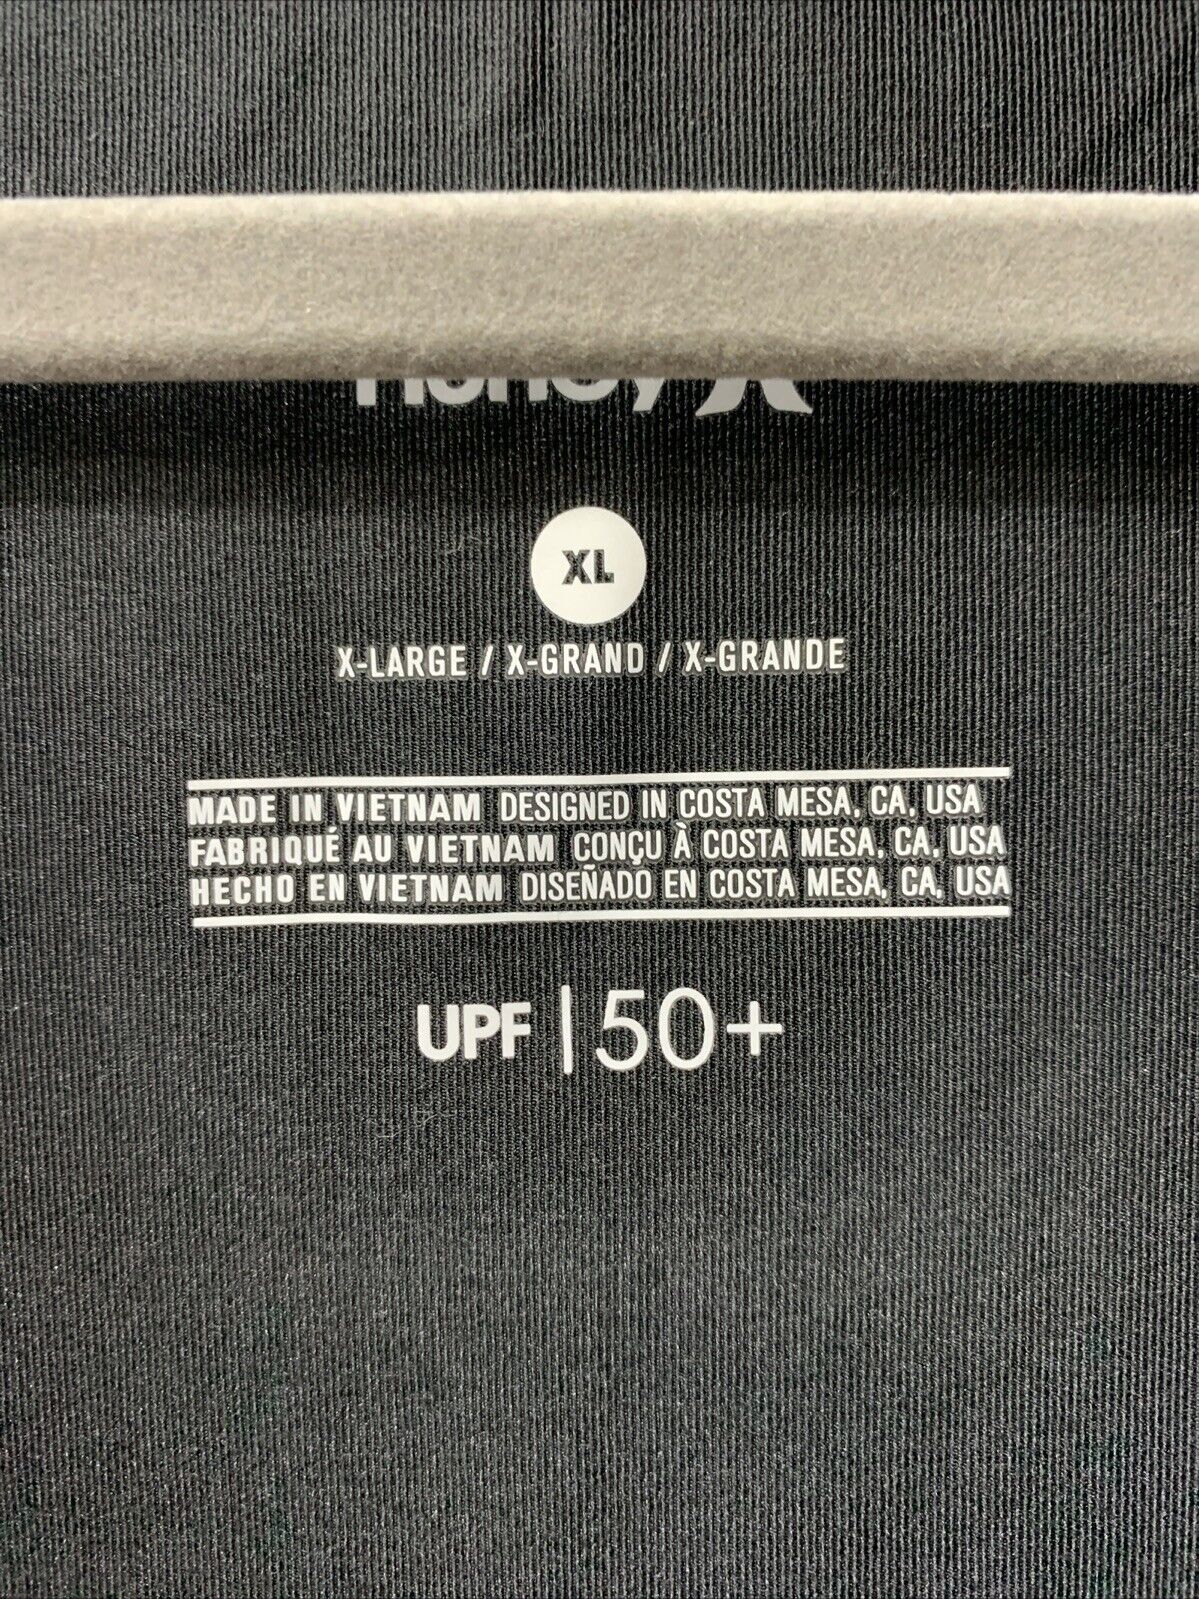 Hurley
XL
X-LARGE / X-GRAND / X-GRANDE
MADE IN VIETNAM DESIGNED IN COSTA MESA, CA, USA
FABRIQUÉ AU VIETNAM CONÇU À COSTA MESA, CA, USA
HECHO EN VIETNAM DISEÑADO EN COSTA MESA, CA, USA
UPF | 50+